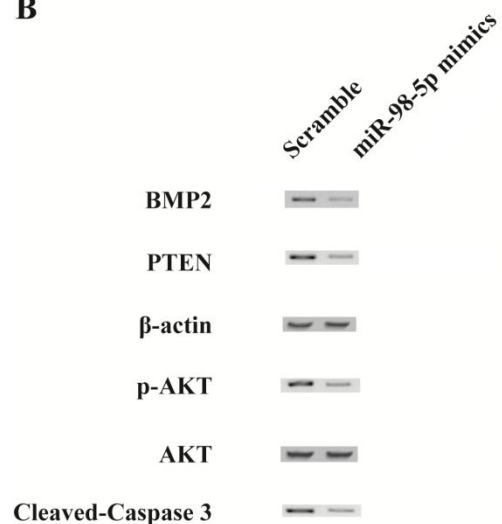 B
Scramble
miR-98-5p mimics
BMP2
PTEN
β-actin
p-AKT
AKT
Cleaved-Caspase 3